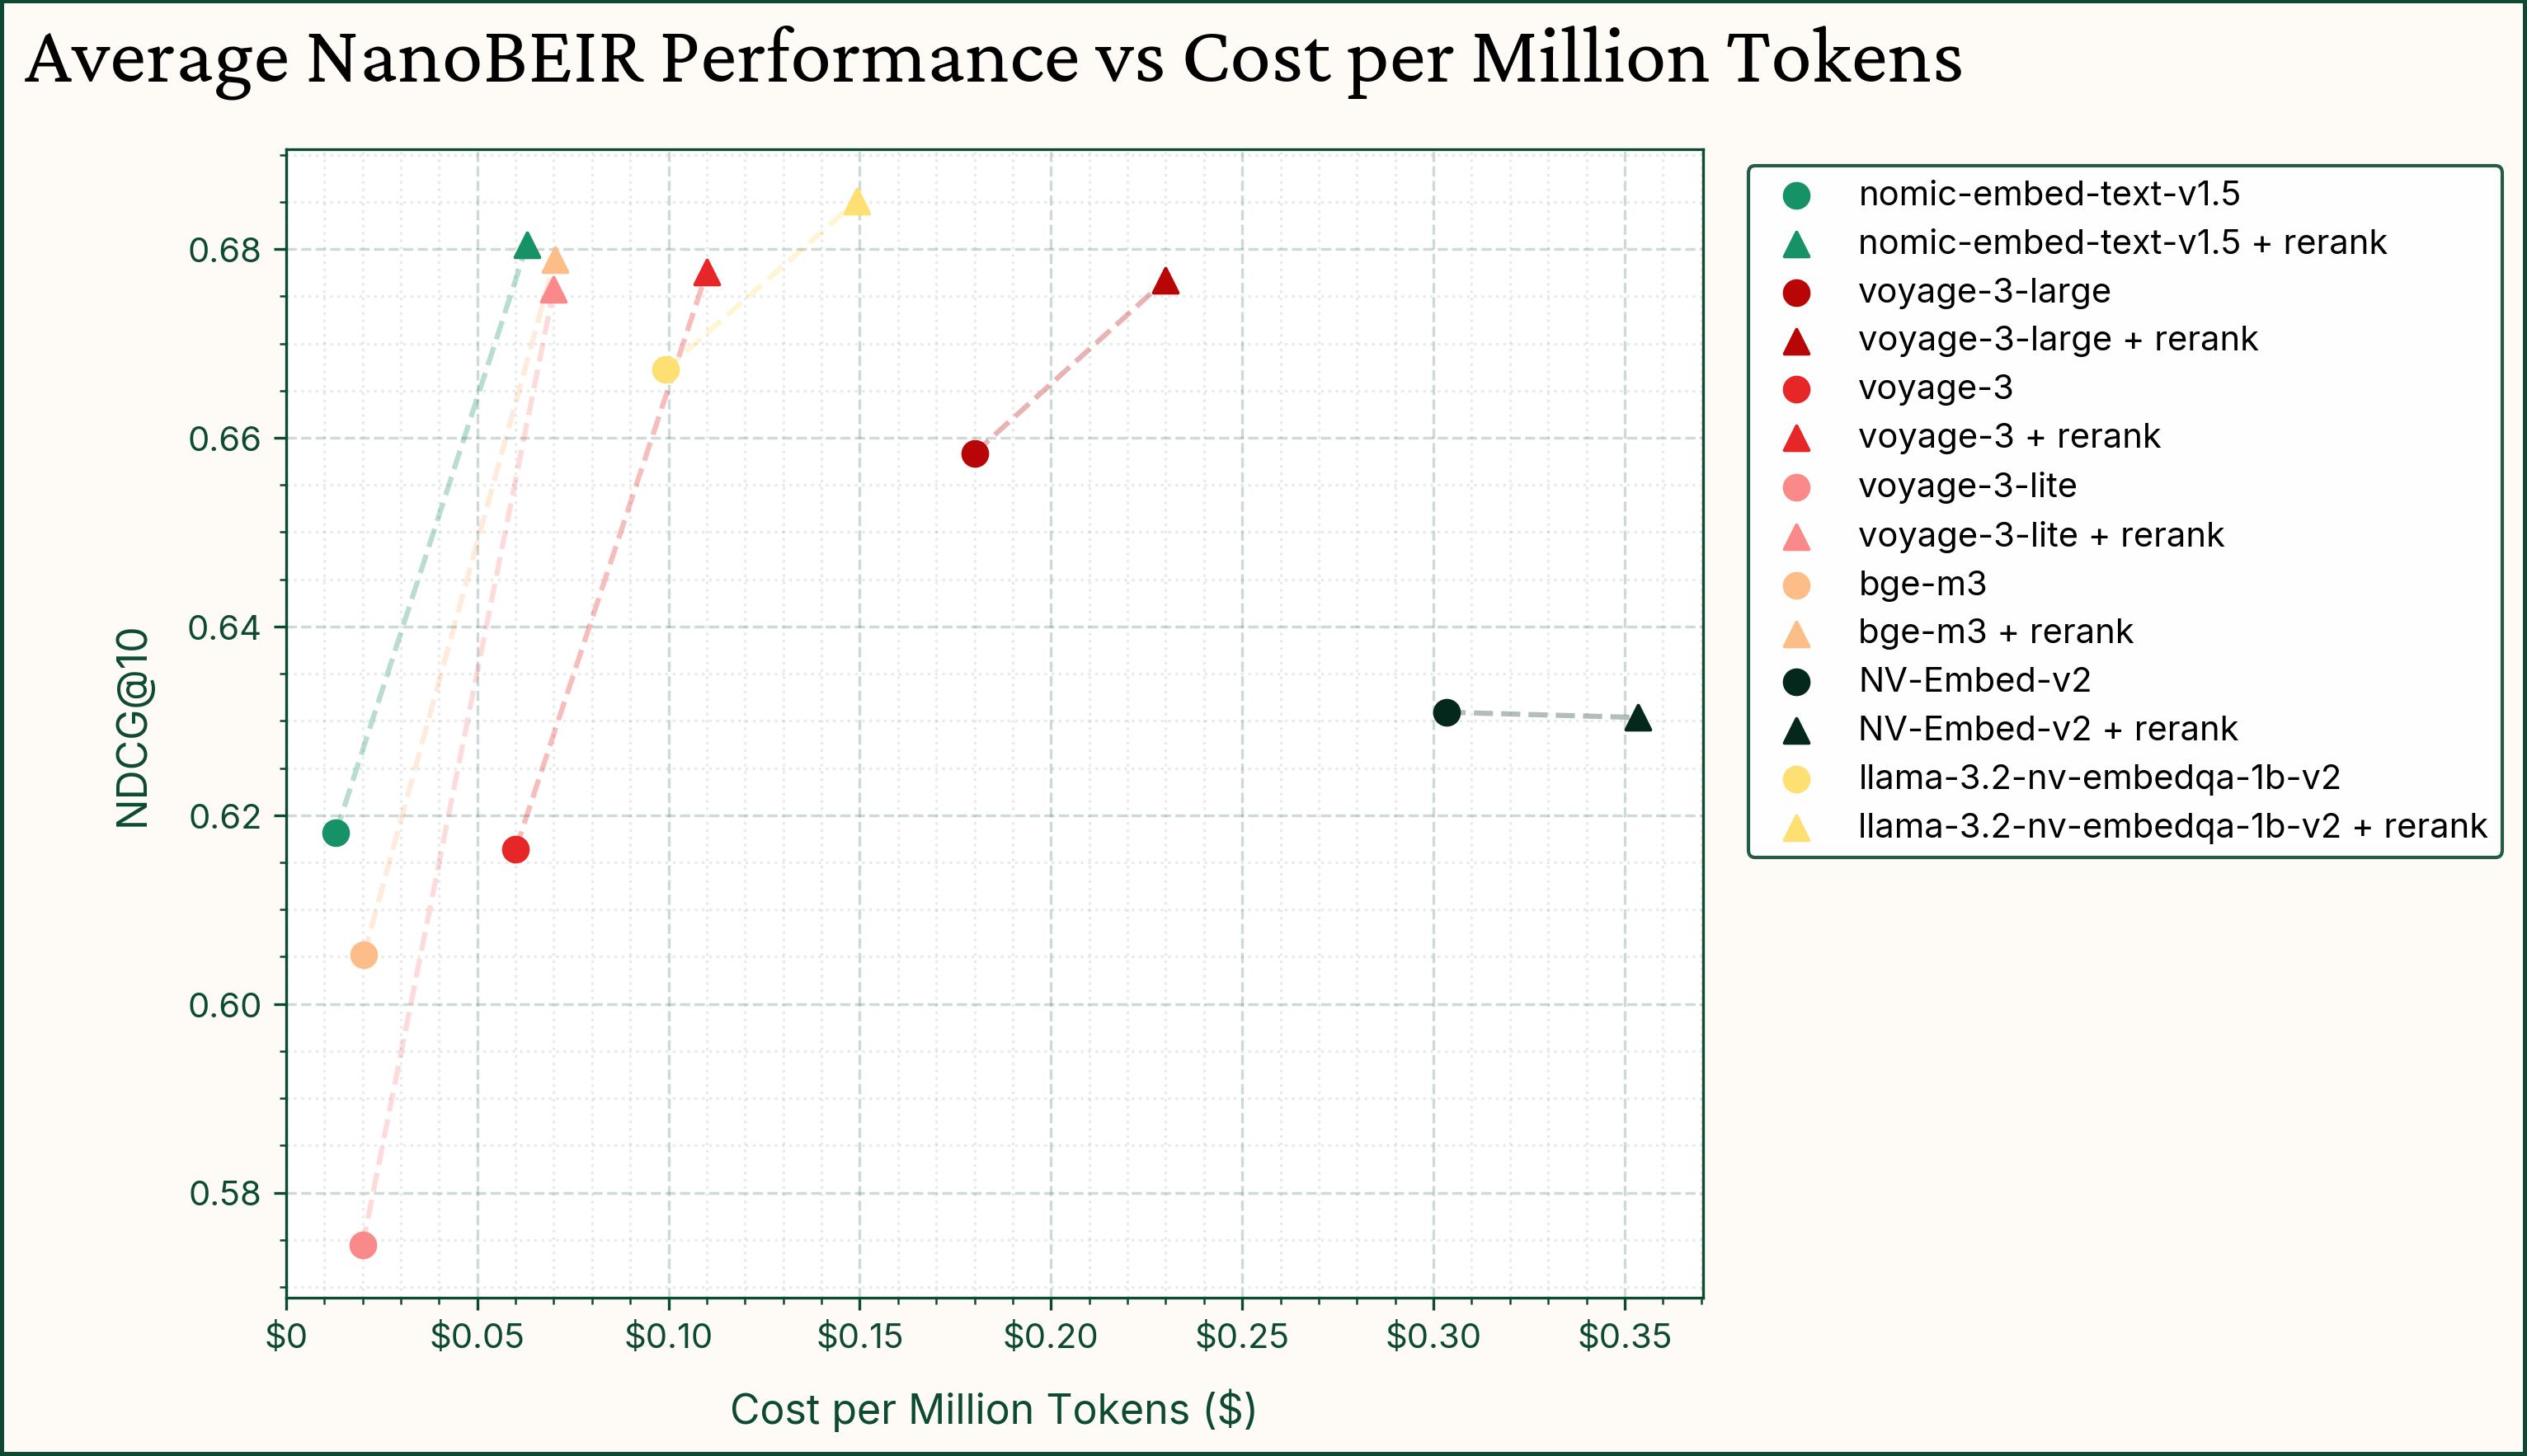 Average NanoBEIR Performance vs Cost per Million Tokens
NDCG@10
0.68
0.66
0.64
0.62
0.60
0.58
$0
$0.05
$0.10
$0.15
$0.20
$0.25
$0.30
$0.35
Cost per Million Tokens ($)
nomic-embed-text-v1.5
nomic-embed-text-v1.5 + rerank
voyage-3-large
voyage-3-large + rerank
voyage-3
voyage-3 + rerank
voyage-3-lite
voyage-3-lite + rerank
bge-m3
bge-m3 + rerank
NV-Embed-v2
NV-Embed-v2 + rerank
llama-3.2-nv-embedqa-1b-v2
llama-3.2-nv-embedqa-1b-v2 + rerank